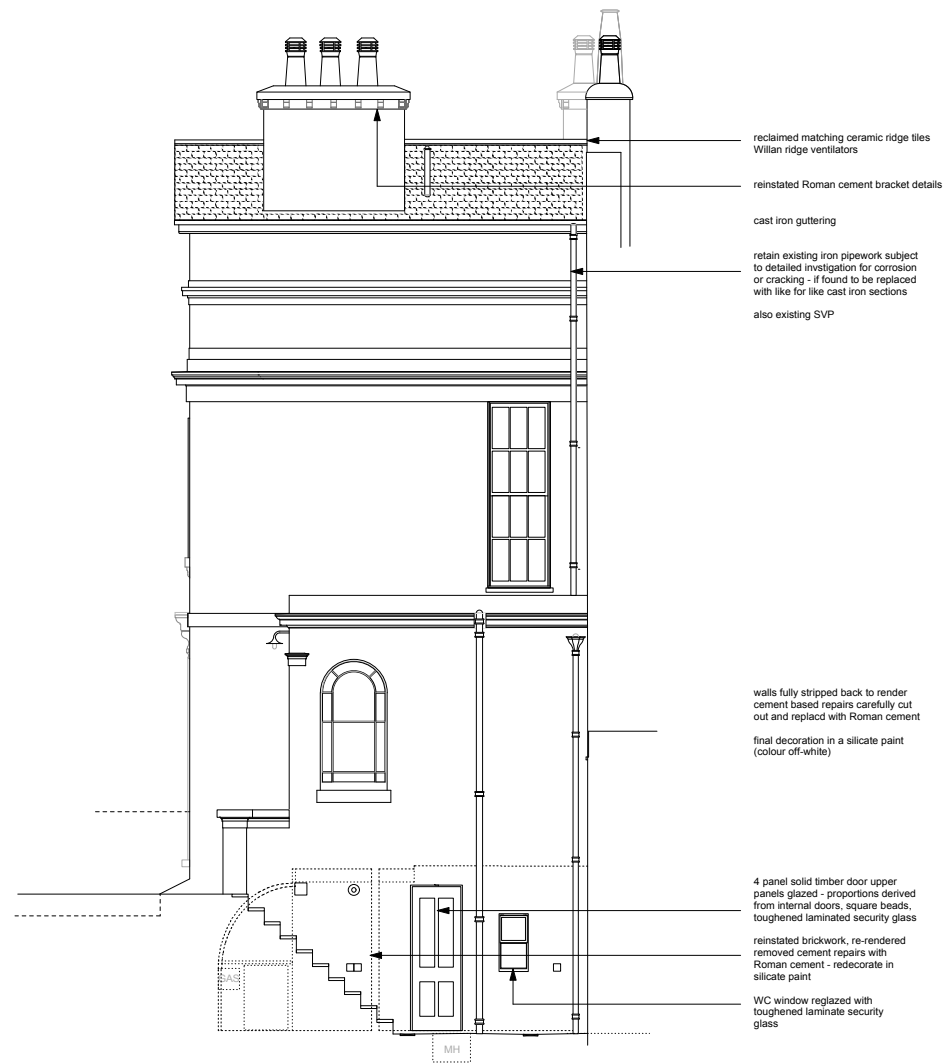 reclaimed matching ceramic ridge tiles
Willan ridge ventilators
reinstated Roman cement bracket details
cast iron guttering
retain existing iron pipework subject
to detailed invstigation for corrosion
or cracking - if found to be replaced
with like for like cast iron sections
also existing SVP
walls fully stripped back to render
cement based repairs carefully cut
out and replacd with Roman cement
final decoration in a silicate paint
(colour off-white)
4 panel solid timber door upper
panels glazed - proportions derived
from internal doors, square beads,
toughened laminated security glass
reinstated brickwork, re-rendered
removed cement repairs with
Roman cement - redecorate in
silicate paint
WC window reglazed with
toughened laminate security
glass
GAS
MH